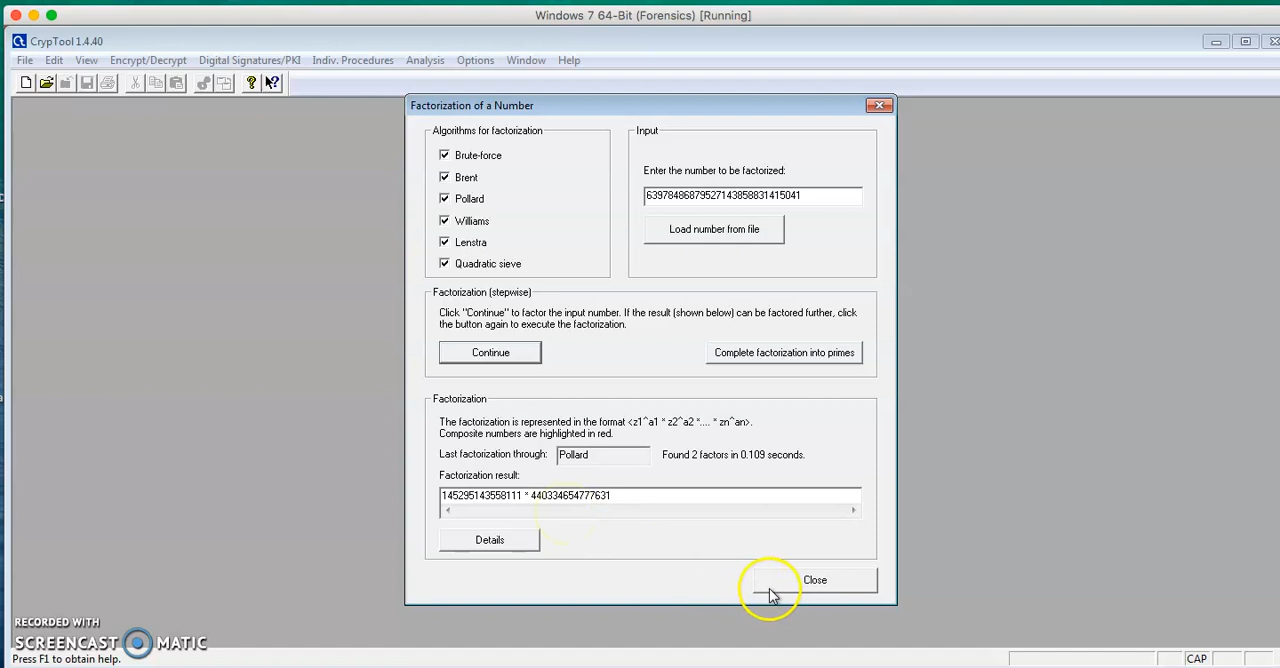 Windows 7 64-Bit (Forensics) [Running]
CrypTool 1.4.40
File Edit View Encrypt/Decrypt Digital Signatures/PKI Indiv. Procedures Analysis Options Window Help
Factorization of a Number
Algorithms for factorization
Brute-force
Brent
Pollard
Williams
Lenstra
Quadratic sieve
Input
Enter the number to be factorized:
63978486879527143858831415041
Load number from file
Factorization (stepwise)
Click "Continue" to factor the input number. If the result (shown below) can be factored further, click
the button again to execute the factorization.
Continue
Complete factorization into primes
Factorization
The factorization is represented in the format <z1^a1 * z2^a2 *.... * zn^an>.
Composite numbers are highlighted in red.
Last factorization through: Pollard Found 2 factors in 0.109 seconds.
Factorization result:
145295143558111 * 440334654777631
Details
Close
RECORDED WITH
SCREENCAST MATIC
Press F1 to obtain help.
CAP